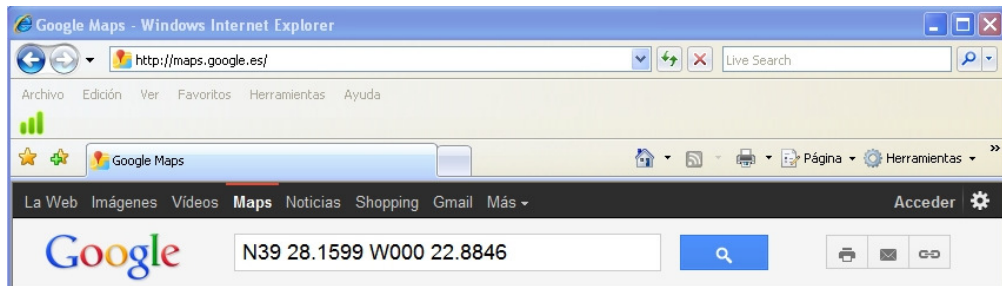 Google Maps - Windows Internet Explorer
http://maps.google.es/ Live Search
Archivo Edición Ver Favoritos Herramientas Ayuda
Google Maps Página Herramientas »
La Web Imágenes Vídeos Maps Noticias Shopping Gmail Más Acceder
Google N39 28.1599 W000 22.8846